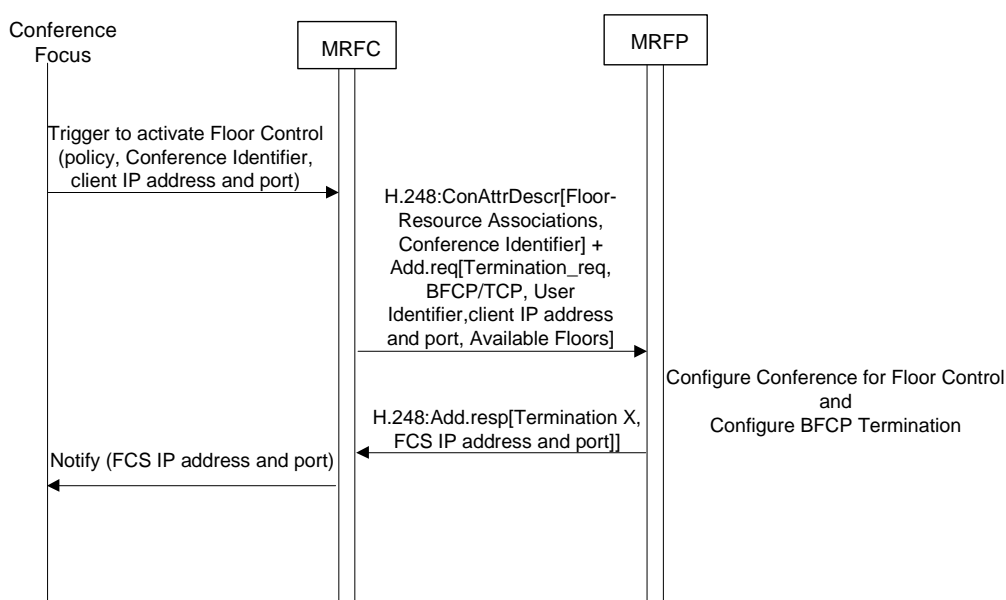 Conference
Focus
MRFC
MRFP
Trigger to activate Floor Control
(policy, Conference Identifier,
client IP address and port)
H.248:ConAttrDescr[Floor-
Resource Associations,
Conference Identifier] +
Add.req[Termination_req,
BFCP/TCP, User
Identifier,client IP address
and port, Available Floors]
Configure Conference for Floor Control
and
Configure BFCP Termination
H.248:Add.resp[Termination X,
FCS IP address and port]]
Notify (FCS IP address and port)